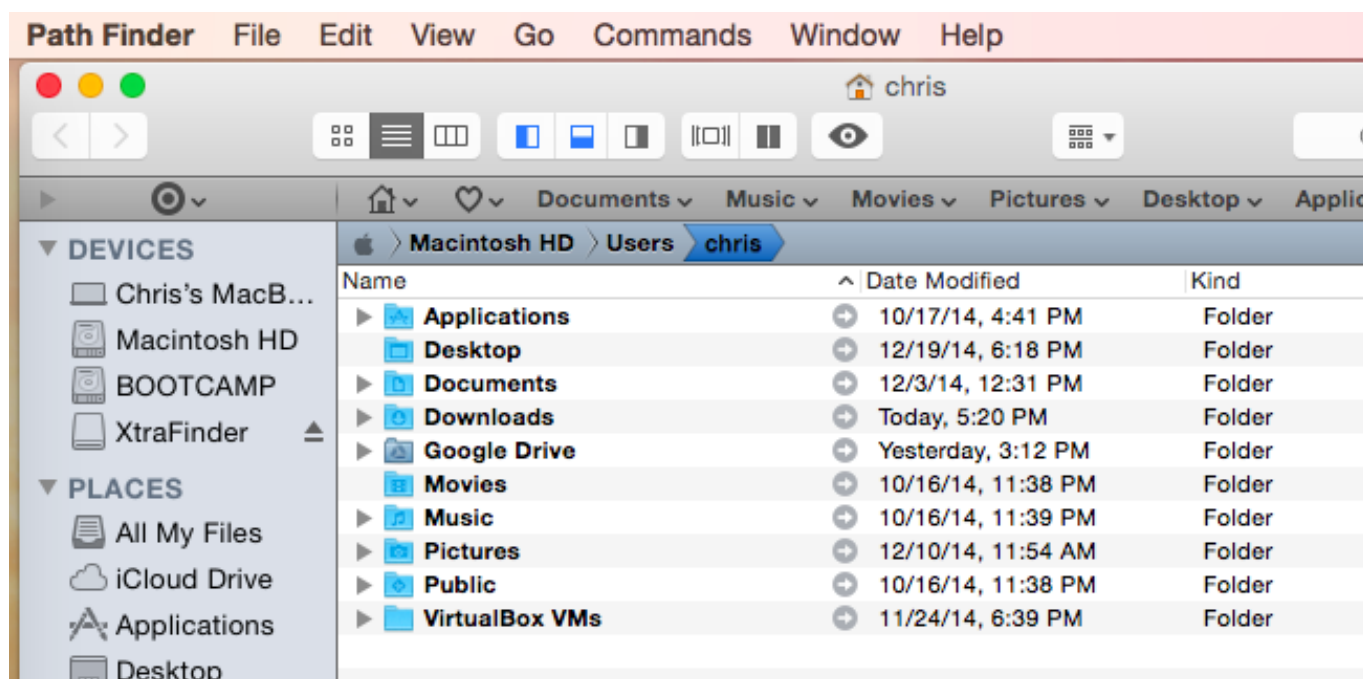 Path Finder File Edit View Go Commands Window Help
chris
Documents Music Movies Pictures Desktop Applic
DEVICES
Chris's MacB...
Macintosh HD
BOOTCAMP
XtraFinder
PLACES
All My Files
iCloud Drive
Applications
Desktop
Macintosh HD Users chris
Name Date Modified Kind
Applications 10/17/14, 4:41 PM Folder
Desktop 12/19/14, 6:18 PM Folder
Documents 12/3/14, 12:31 PM Folder
Downloads Today, 5:20 PM Folder
Google Drive Yesterday, 3:12 PM Folder
Movies 10/16/14, 11:38 PM Folder
Music 10/16/14, 11:39 PM Folder
Pictures 12/10/14, 11:54 AM Folder
Public 10/16/14, 11:38 PM Folder
VirtualBox VMs 11/24/14, 6:39 PM Folder